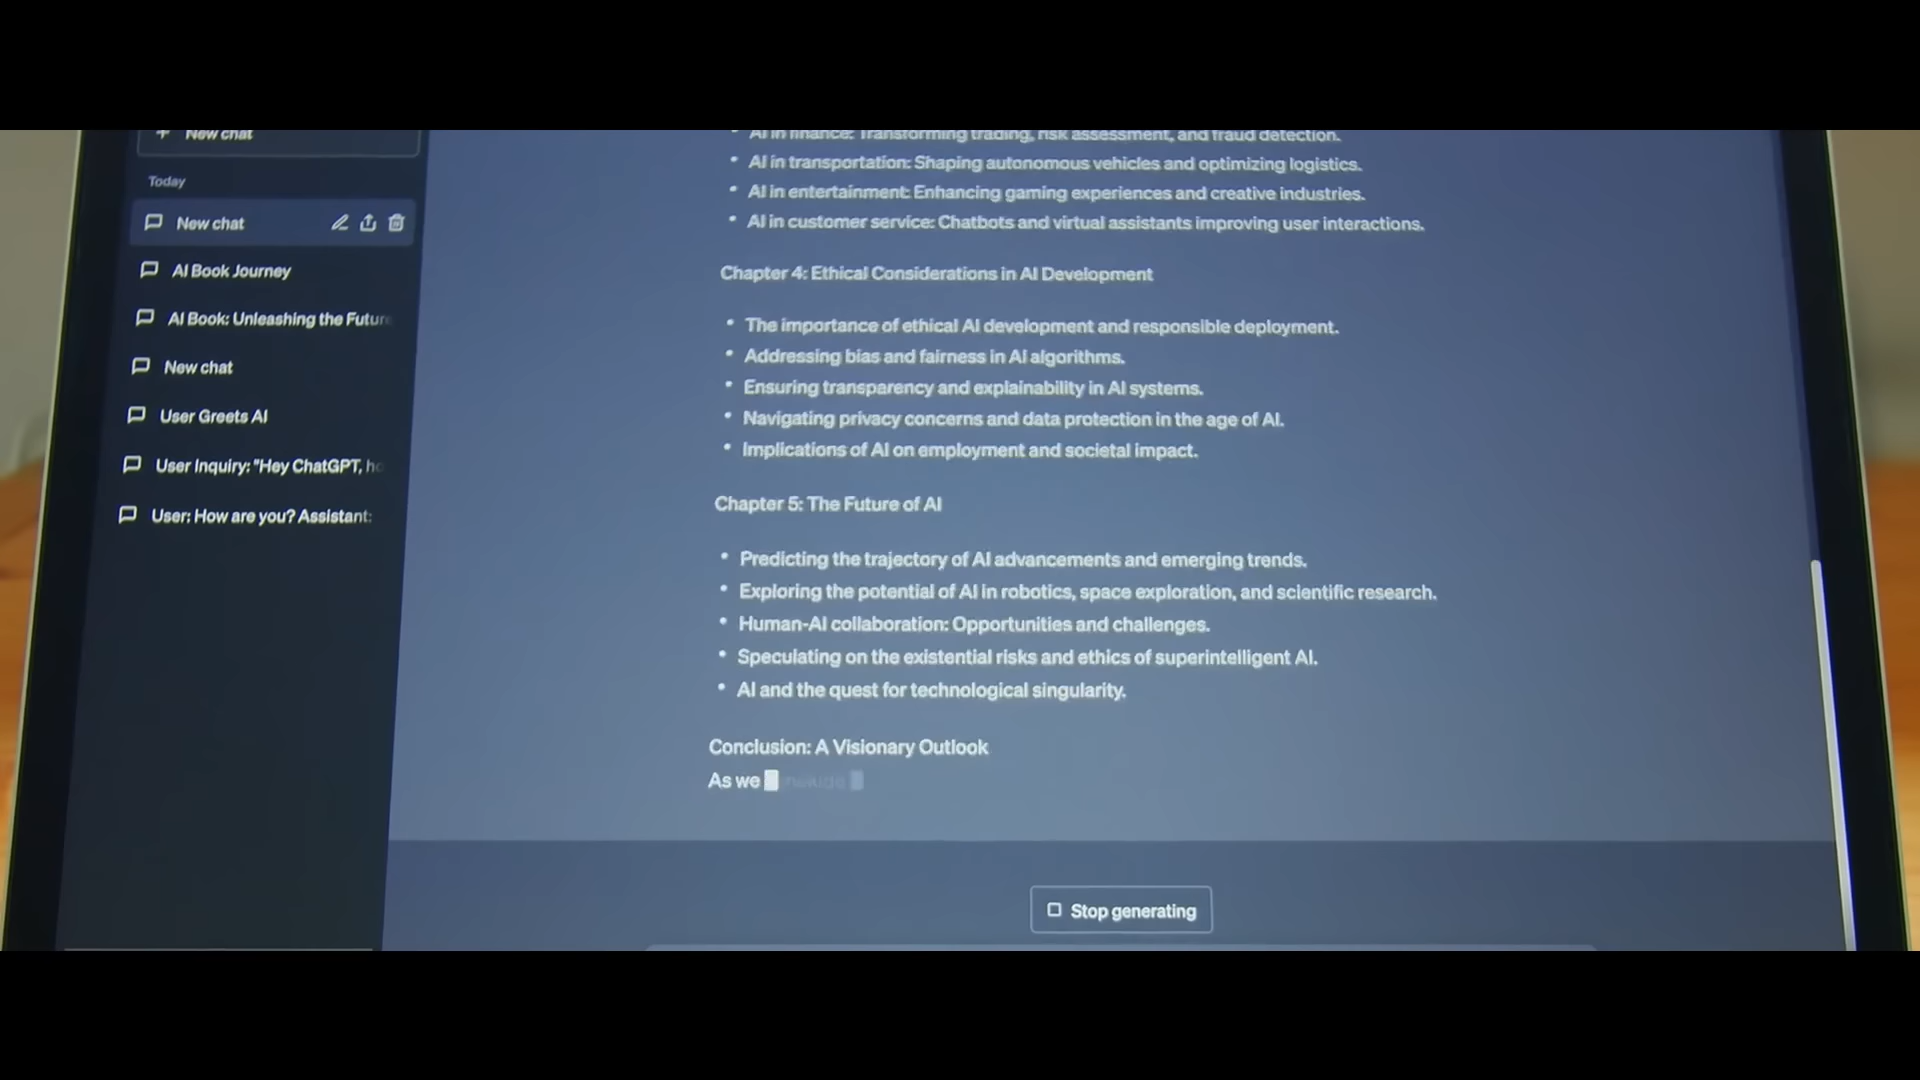 + New chat
Today
New chat
AI Book Journey
AI Book: Unleashing the Futur
New chat
User Greets AI
User Inquiry: "Hey ChatGPT, ho
User: How are you? Assistant:
• AI in finance: Transforming trading, risk assessment, and fraud detection.
• AI in transportation: Shaping autonomous vehicles and optimizing logistics.
• AI in entertainment: Enhancing gaming experiences and creative industries.
• AI in customer service: Chatbots and virtual assistants improving user interactions.
Chapter 4: Ethical Considerations in AI Development
• The importance of ethical AI development and responsible deployment.
• Addressing bias and fairness in AI algorithms.
• Ensuring transparency and explainability in AI systems.
• Navigating privacy concerns and data protection in the age of AI.
• Implications of AI on employment and societal impact.
Chapter 5: The Future of AI
• Predicting the trajectory of AI advancements and emerging trends.
• Exploring the potential of AI in robotics, space exploration, and scientific research.
• Human-AI collaboration: Opportunities and challenges.
• Speculating on the existential risks and ethics of superintelligent AI.
• AI and the quest for technological singularity.
Conclusion: A Visionary Outlook
As we
Stop generating